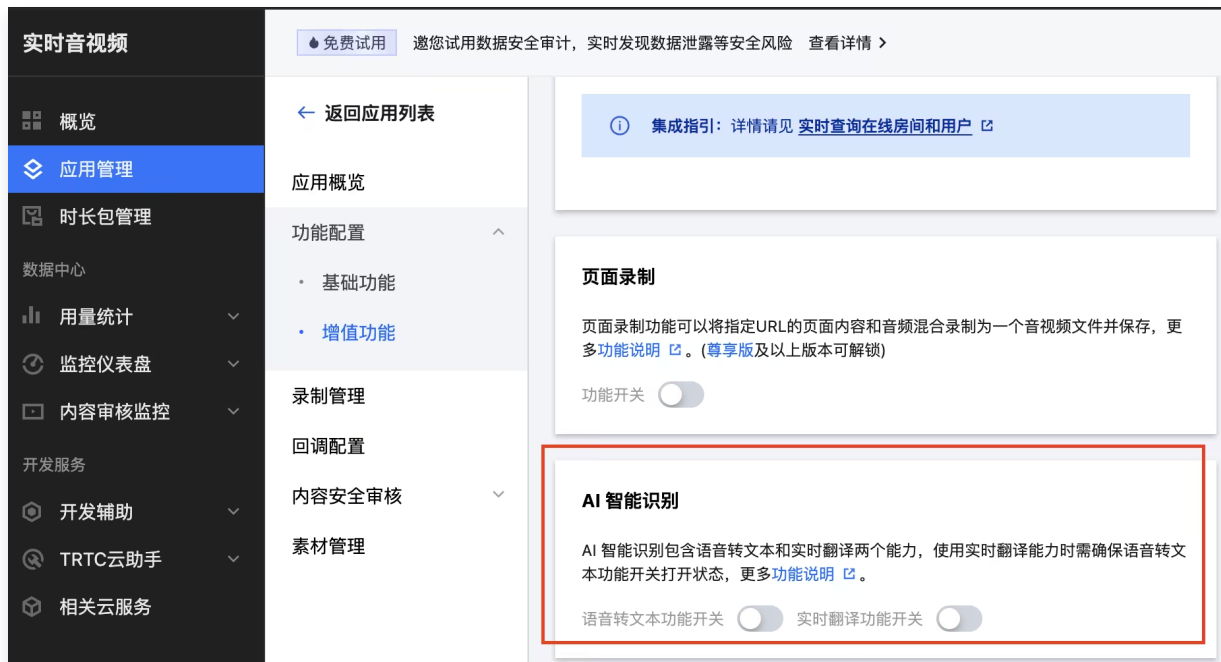 实时音视频
概览
应用管理
时长包管理
数据中心
用量统计
监控仪表盘
内容审核监控
开发服务
开发辅助
TRTC云助手
相关云服务
免费试用 邀您试用数据安全审计，实时发现数据泄露等安全风险 查看详情 >
← 返回应用列表
应用概览
功能配置
· 基础功能
· 增值功能
录制管理
回调配置
内容安全审核
素材管理
集成指引：详情请见 实时查询在线房间和用户
页面录制
页面录制功能可以将指定URL的页面内容和音频混合录制为一个音视频文件并保存，更
多功能说明 。(尊享版及以上版本可解锁)
功能开关
AI 智能识别
AI 智能识别包含语音转文本和实时翻译两个能力，使用实时翻译能力时需确保语音转文
本功能开关打开状态，更多功能说明 。
语音转文本功能开关 实时翻译功能开关